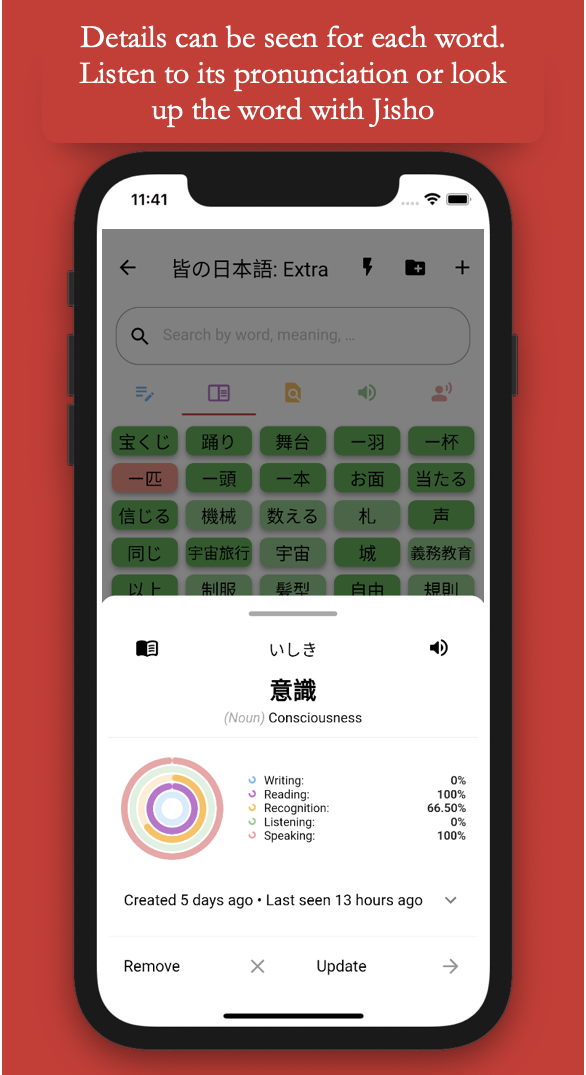 Details can be seen for each word.
Listen to its pronunciation or look
up the word with Jisho
11:41
皆の日本語: Extra
Search by word, meaning, ...
宝くじ 踊り 舞台 一羽 一杯
一匹 一頭 一本 お面 当たる
信じる 機械 数える 札 声
同じ 宇宙旅行 宇宙 城 義務教育
以上 制服 髪型 自由 規則
いしき
意識
(Noun) Consciousness
Writing: 0%
Reading: 100%
Recognition: 66.50%
Listening: 0%
Speaking: 100%
Created 5 days ago • Last seen 13 hours ago
Remove Update